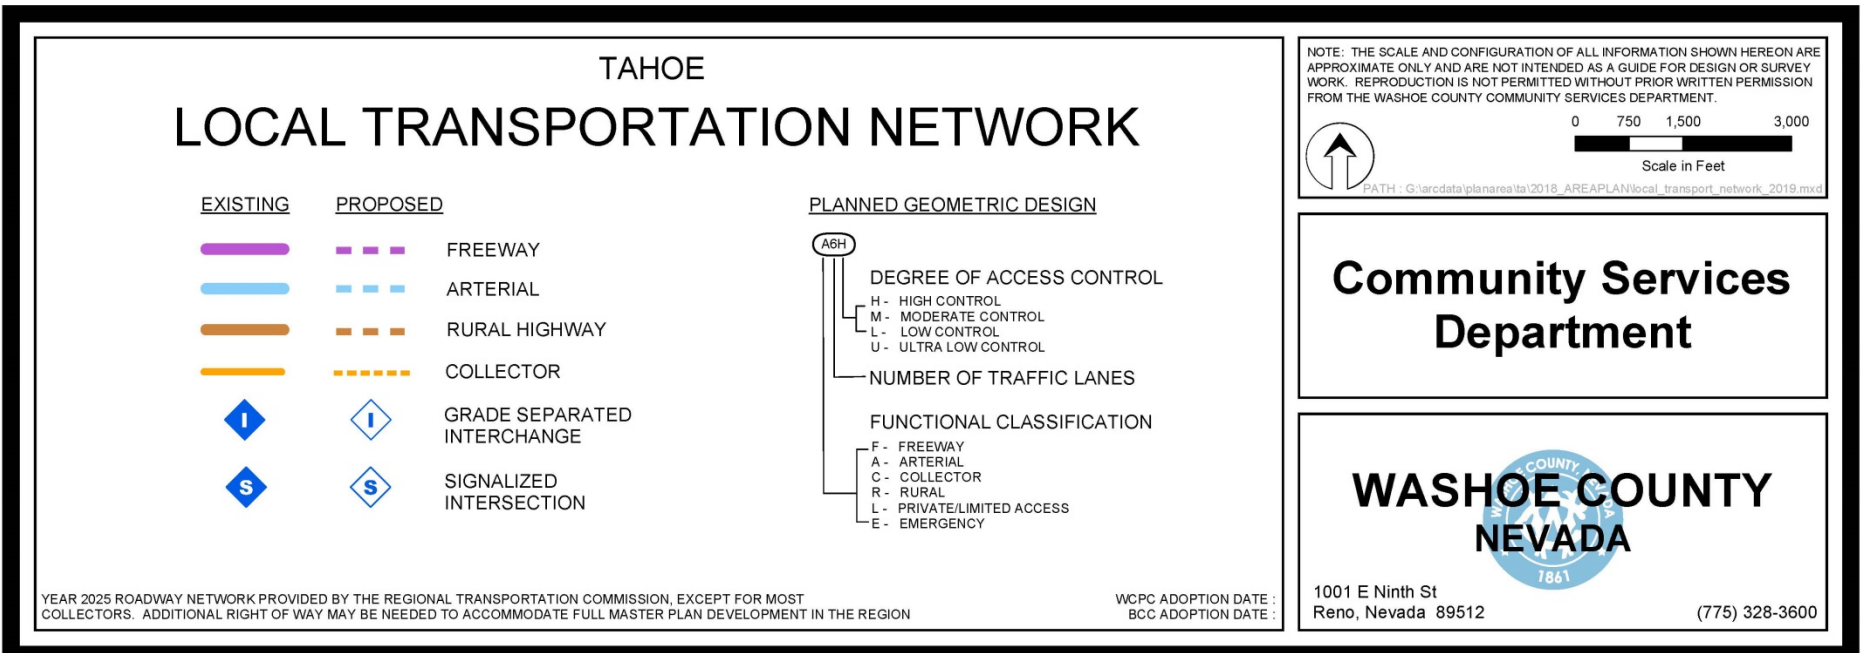 TAHOE
LOCAL TRANSPORTATION NETWORK
EXISTING PROPOSED
FREEWAY
ARTERIAL
RURAL HIGHWAY
COLLECTOR
I I GRADE SEPARATED
INTERCHANGE
S S SIGNALIZED
INTERSECTION
PLANNED GEOMETRIC DESIGN
A6H
DEGREE OF ACCESS CONTROL
H - HIGH CONTROL
M - MODERATE CONTROL
L - LOW CONTROL
U - ULTRA LOW CONTROL
NUMBER OF TRAFFIC LANES
FUNCTIONAL CLASSIFICATION
F - FREEWAY
A - ARTERIAL
C - COLLECTOR
R - RURAL
L - PRIVATE/LIMITED ACCESS
E - EMERGENCY
YEAR 2025 ROADWAY NETWORK PROVIDED BY THE REGIONAL TRANSPORTATION COMMISSION, EXCEPT FOR MOST
COLLECTORS. ADDITIONAL RIGHT OF WAY MAY BE NEEDED TO ACCOMMODATE FULL MASTER PLAN DEVELOPMENT IN THE REGION
WCPC ADOPTION DATE :
BCC ADOPTION DATE :
NOTE: THE SCALE AND CONFIGURATION OF ALL INFORMATION SHOWN HEREON ARE
APPROXIMATE ONLY AND ARE NOT INTENDED AS A GUIDE FOR DESIGN OR SURVEY
WORK. REPRODUCTION IS NOT PERMITTED WITHOUT PRIOR WRITTEN PERMISSION
FROM THE WASHOE COUNTY COMMUNITY SERVICES DEPARTMENT.
0 750 1,500 3,000
Scale in Feet
PATH : G:\arcdata\planarea\ta\2018_AREAPLAN\local_transport_network_2019.mxd
Community Services
Department
WASHOE COUNTY
NEVADA
WASHOE COUNTY, NEVADA
1861
1001 E Ninth St
Reno, Nevada 89512
(775) 328-3600